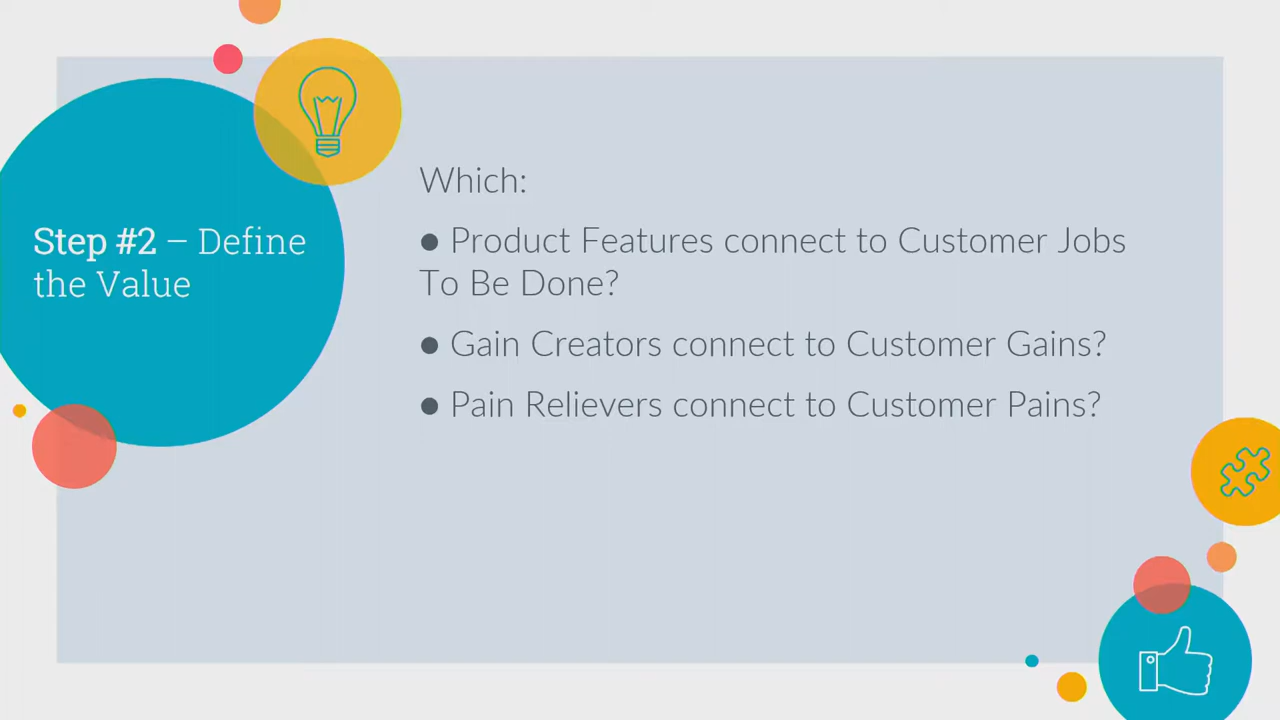 Step #2 – Define
the Value
Which:
● Product Features connect to Customer Jobs
To Be Done?
● Gain Creators connect to Customer Gains?
● Pain Relievers connect to Customer Pains?